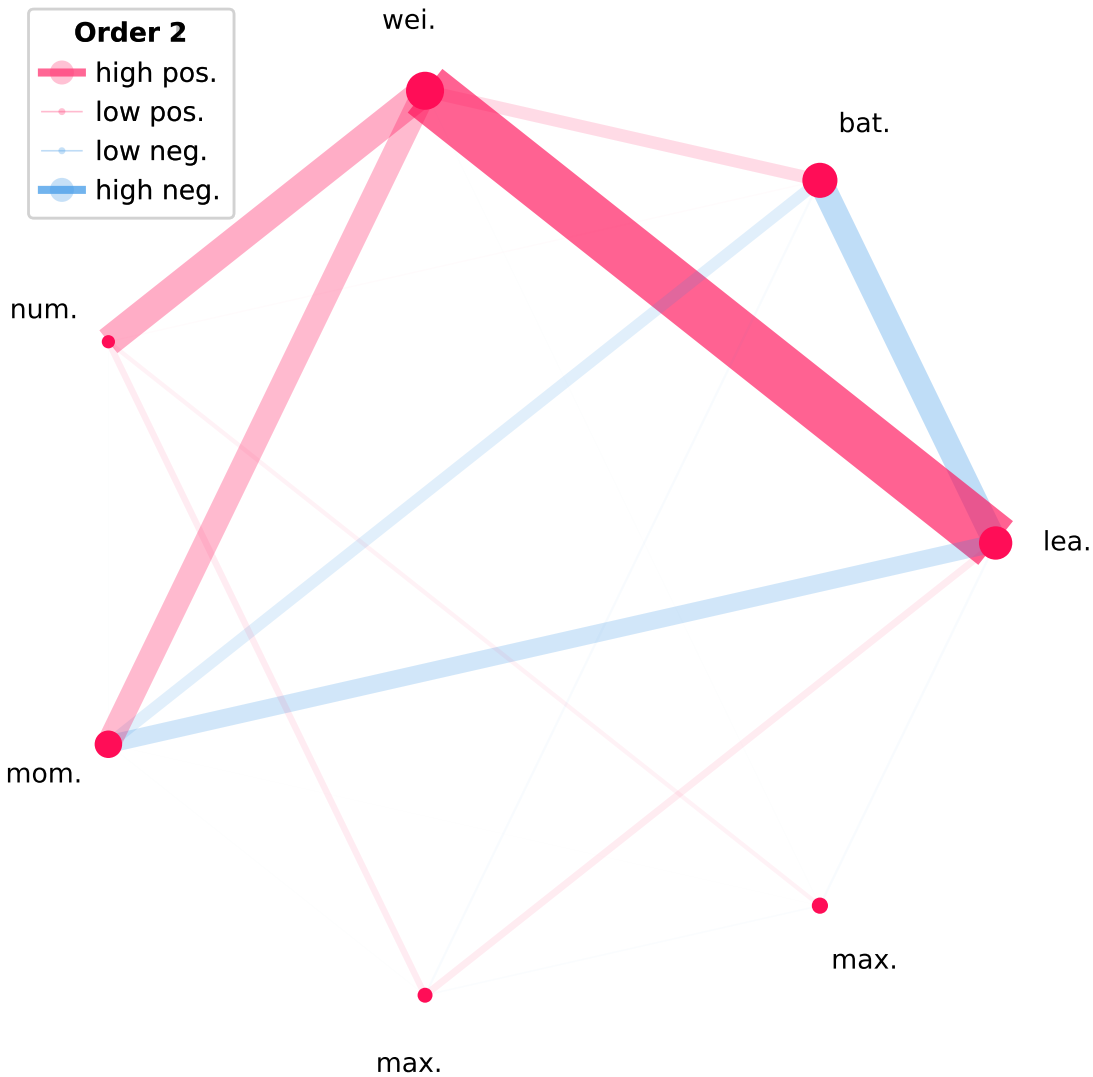 Order 2
high pos.
low pos.
low neg.
high neg.
wei.
bat.
num.
lea.
mom.
max.
max.